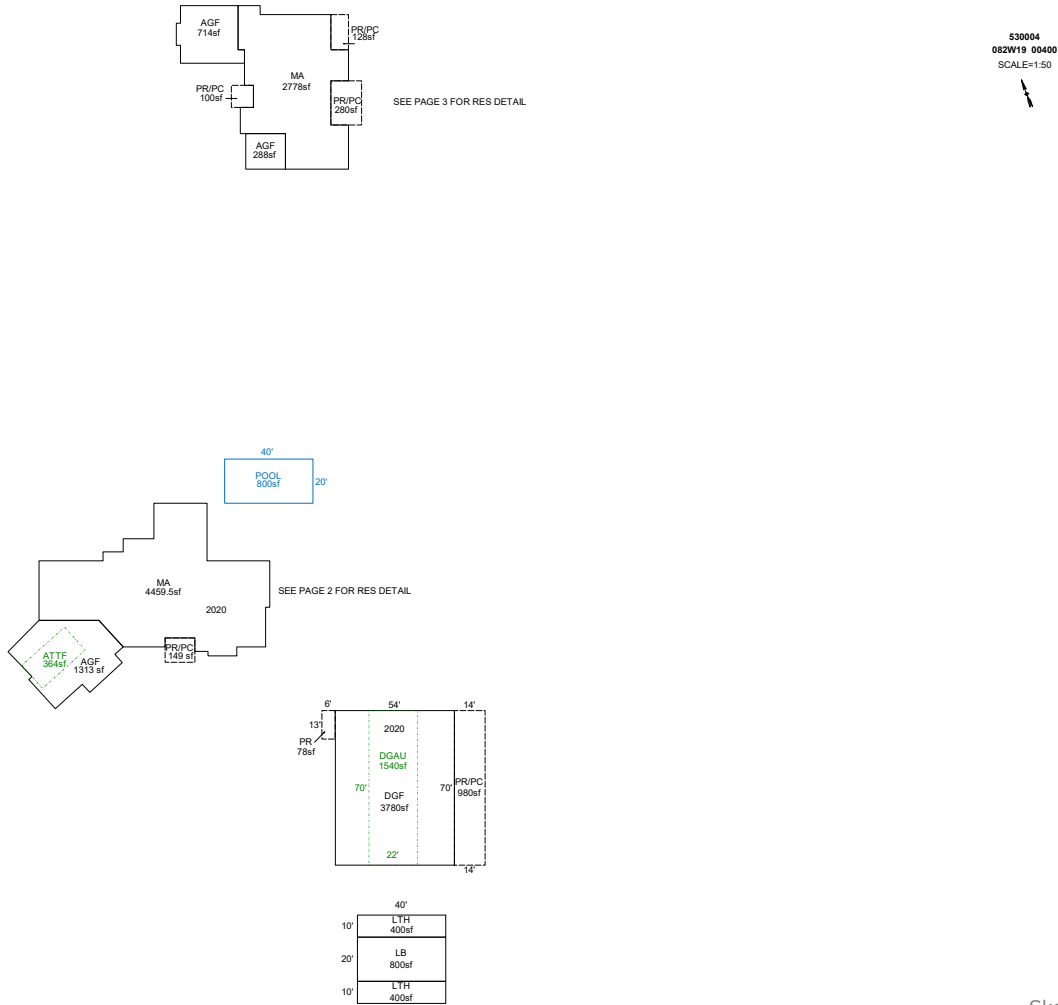 AGF
714sf
PR/PC
128sf
530004
082W19 00400
SCALE=1:50
MA
2778sf
PR/PC
100sf
PR/PC
280sf
SEE PAGE 3 FOR RES DETAIL
AGF
288sf
40'
POOL
800sf
20'
MA
4459.5sf
SEE PAGE 2 FOR RES DETAIL
2020
PR/PC
149 sf
ATTF
364sf
AGF
1313 sf
6'
54'
14'
13'
2020
PR
78sf
DGAU
1540sf
70'
70'
PR/PC
980sf
DGF
3780sf
22'
14'
40'
10'
LTH
400sf
20'
LB
800sf
10'
LTH
400sf